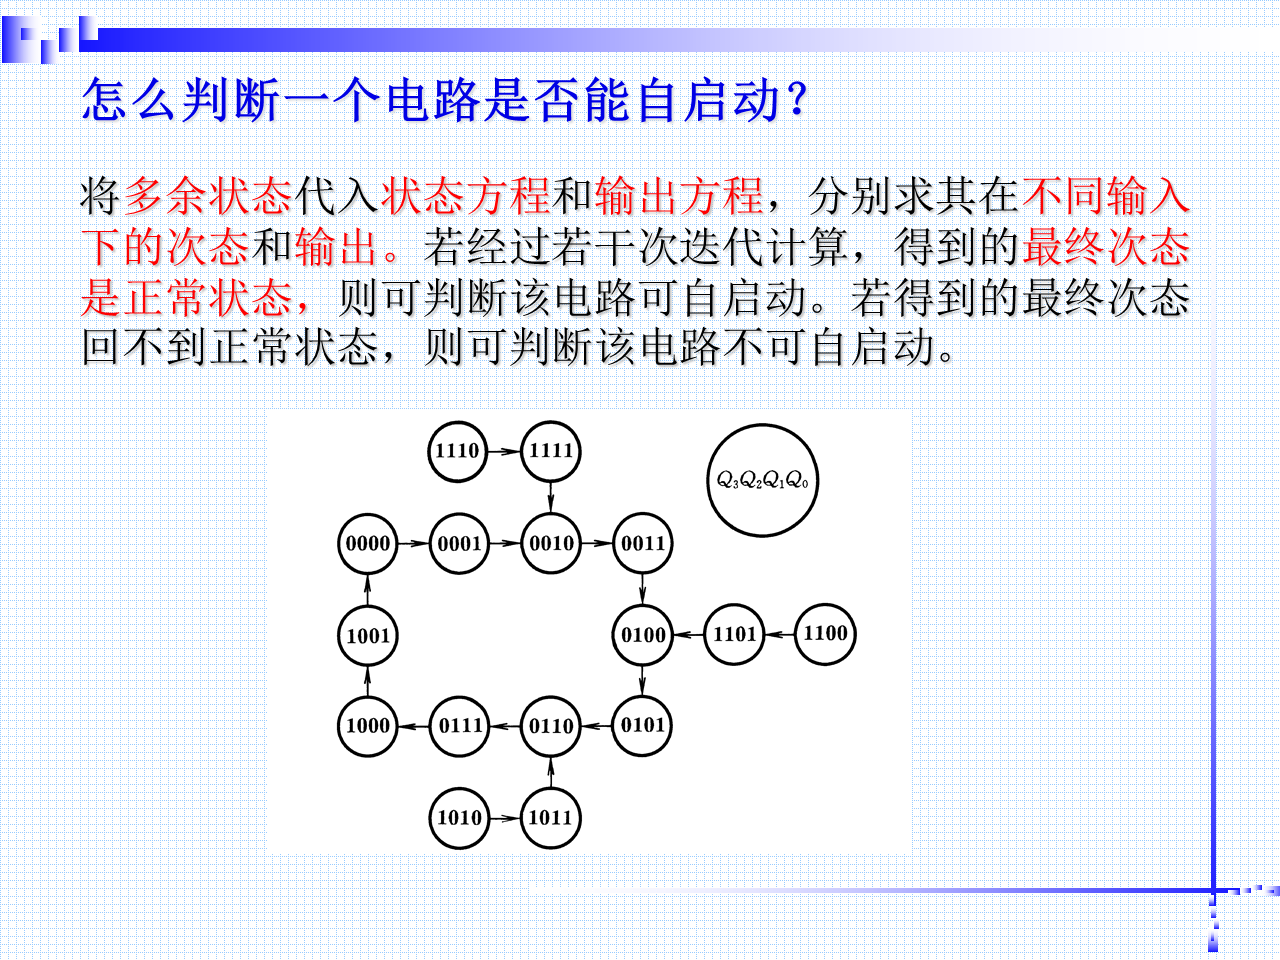 怎么判断一个电路是否能自启动？
将多余状态代入状态方程和输出方程，分别求其在不同输入
下的次态和输出。若经过若干次迭代计算，得到的最终次态
是正常状态，则可判断该电路可自启动。若得到的最终次态
回不到正常状态，则可判断该电路不可自启动。
1110 1111
Q₃Q₂Q₁Q₀
0000 0001 0010 0011
1001 0100 1101 1100
1000 0111 0110 0101
1010 1011